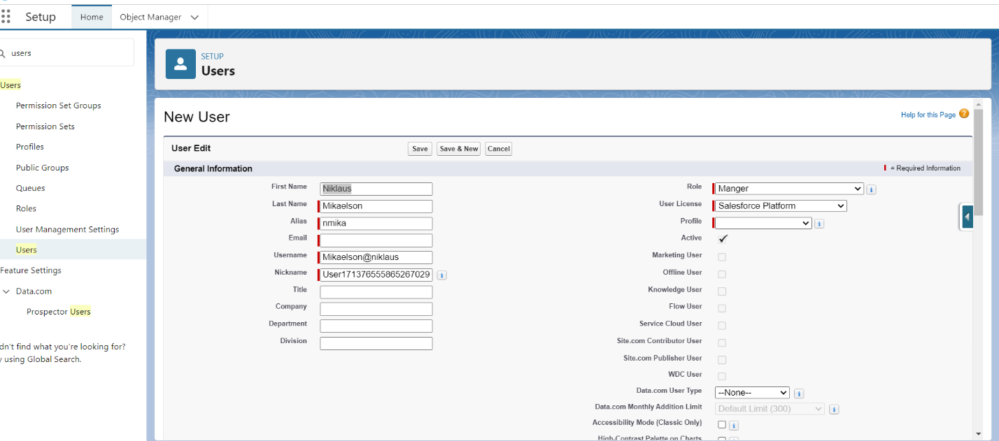 Setup Home Object Manager
users
SETUP
Users
Users
Permission Set Groups
Permission Sets
Profiles
Public Groups
Queues
Roles
User Management Settings
Users
Feature Settings
Data.com
Prospector Users
dn't find what you're looking for?
y using Global Search.
New User
Help for this Page ?
User Edit Save Save & New Cancel
General Information = Required Information
First Name Niklaus
Last Name Mikaelson
Alias nmika
Email
Username Mikaelson@niklaus
Nickname User171376555865267029 i
Title
Company
Department
Division
Role Manger i
User License Salesforce Platform
Profile i
Active
Marketing User
Offline User
Knowledge User
Flow User
Service Cloud User
Site.com Contributor User
Site.com Publisher User
WDC User
Data.com User Type --None-- i
Data.com Monthly Addition Limit Default Limit (300) i
Accessibility Mode (Classic Only) i
High-Contrast Palette on Charts